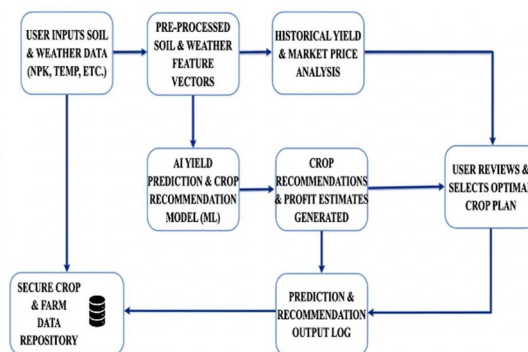 USER INPUTS SOIL
& WEATHER DATA
(NPK, TEMP, ETC.)
PRE-PROCESSED
SOIL & WEATHER
FEATURE
VECTORS
HISTORICAL YIELD
& MARKET PRICE
ANALYSIS
AI YIELD
PREDICTION & CROP
RECOMMENDATION
MODEL (ML)
CROP
RECOMMENDATIONS
& PROFIT ESTIMATES
GENERATED
USER REVIEWS &
SELECTS OPTIMA
CROP PLAN
SECURE CROP
& FARM
DATA
REPOSITORY
PREDICTION &
RECOMMENDATION
OUTPUT LOG